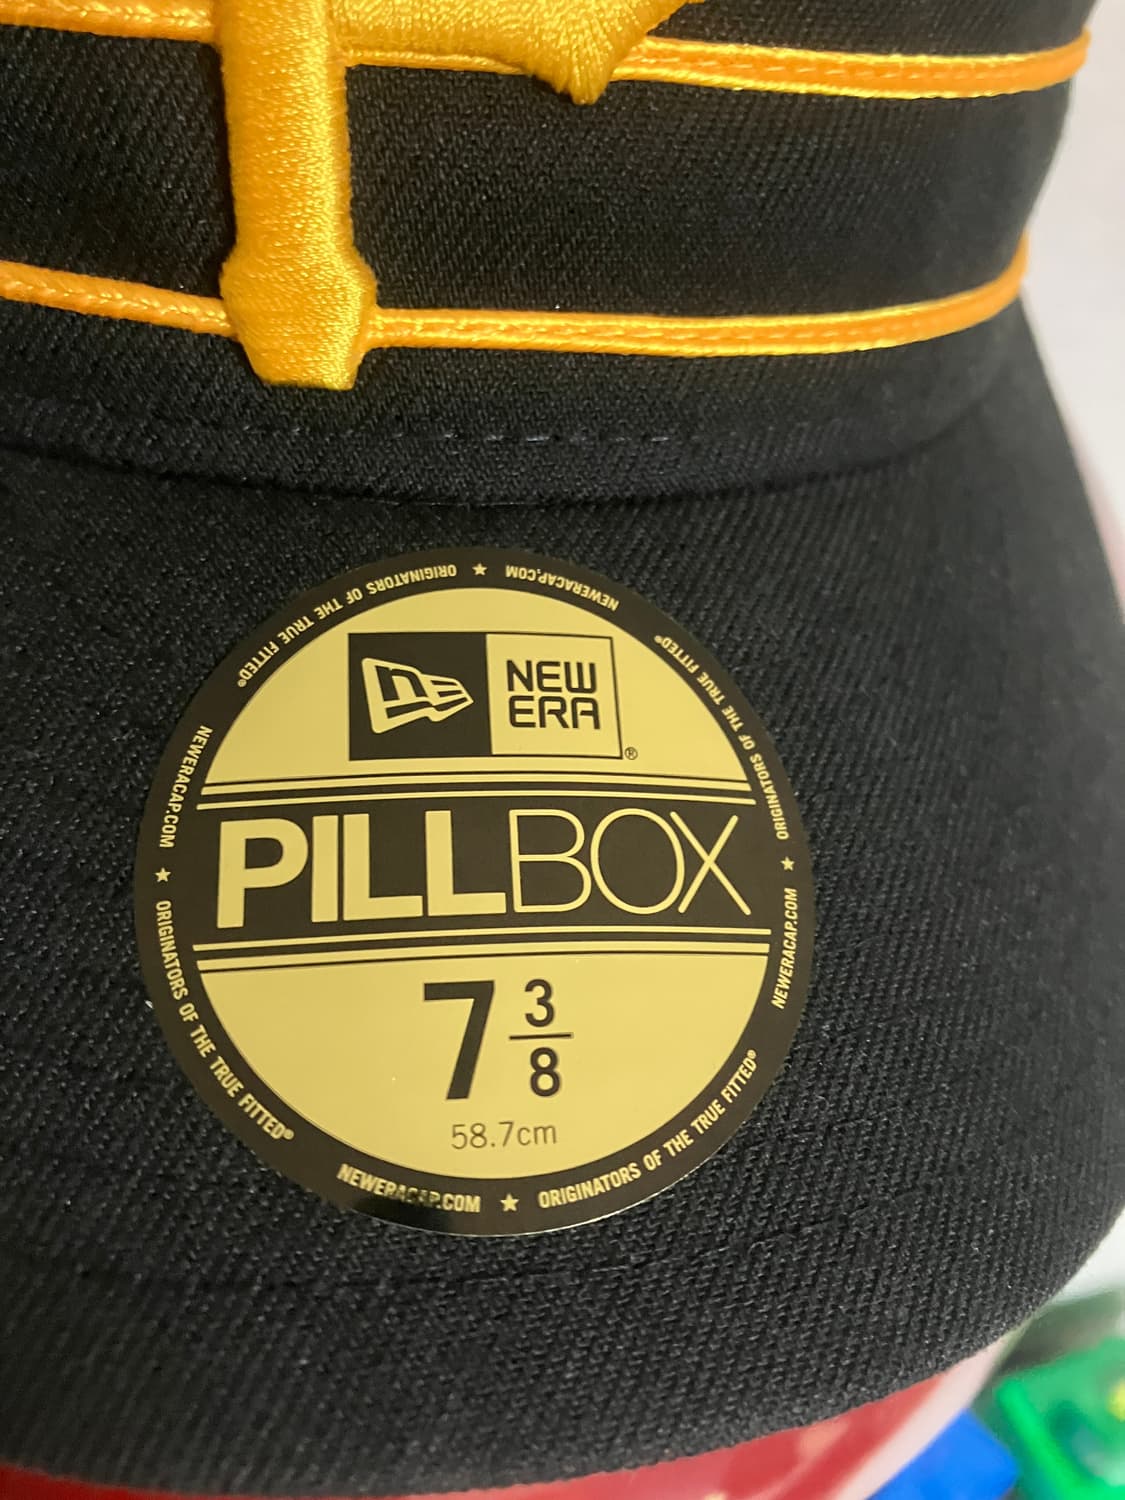 NEW
ERA
®
PILLBOX
7 3/8
58.7cm
NEWERACAP.COM ★ ORIGINATORS OF THE TRUE FITTED®
NEWERACAP.COM ★ ORIGINATORS OF THE TRUE FITTED®
NEWERACAP.COM ★ ORIGINATORS OF THE TRUE FITTED®
NEWERACAP.COM ★ ORIGINATORS OF THE TRUE FITTED®